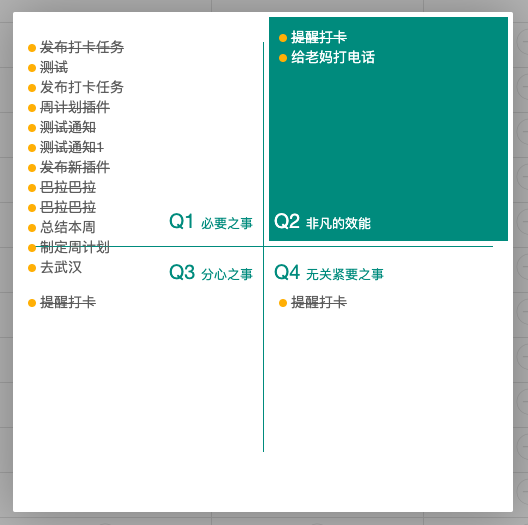 发布打卡任务
测试
发布打卡任务
周计划插件
测试通知
测试通知1
发布新插件
巴拉巴拉
巴拉巴拉
总结本周
制定周计划
去武汉
Q1 必要之事
提醒打卡
给老妈打电话
Q2 非凡的效能
Q3 分心之事
提醒打卡
Q4 无关紧要之事
提醒打卡